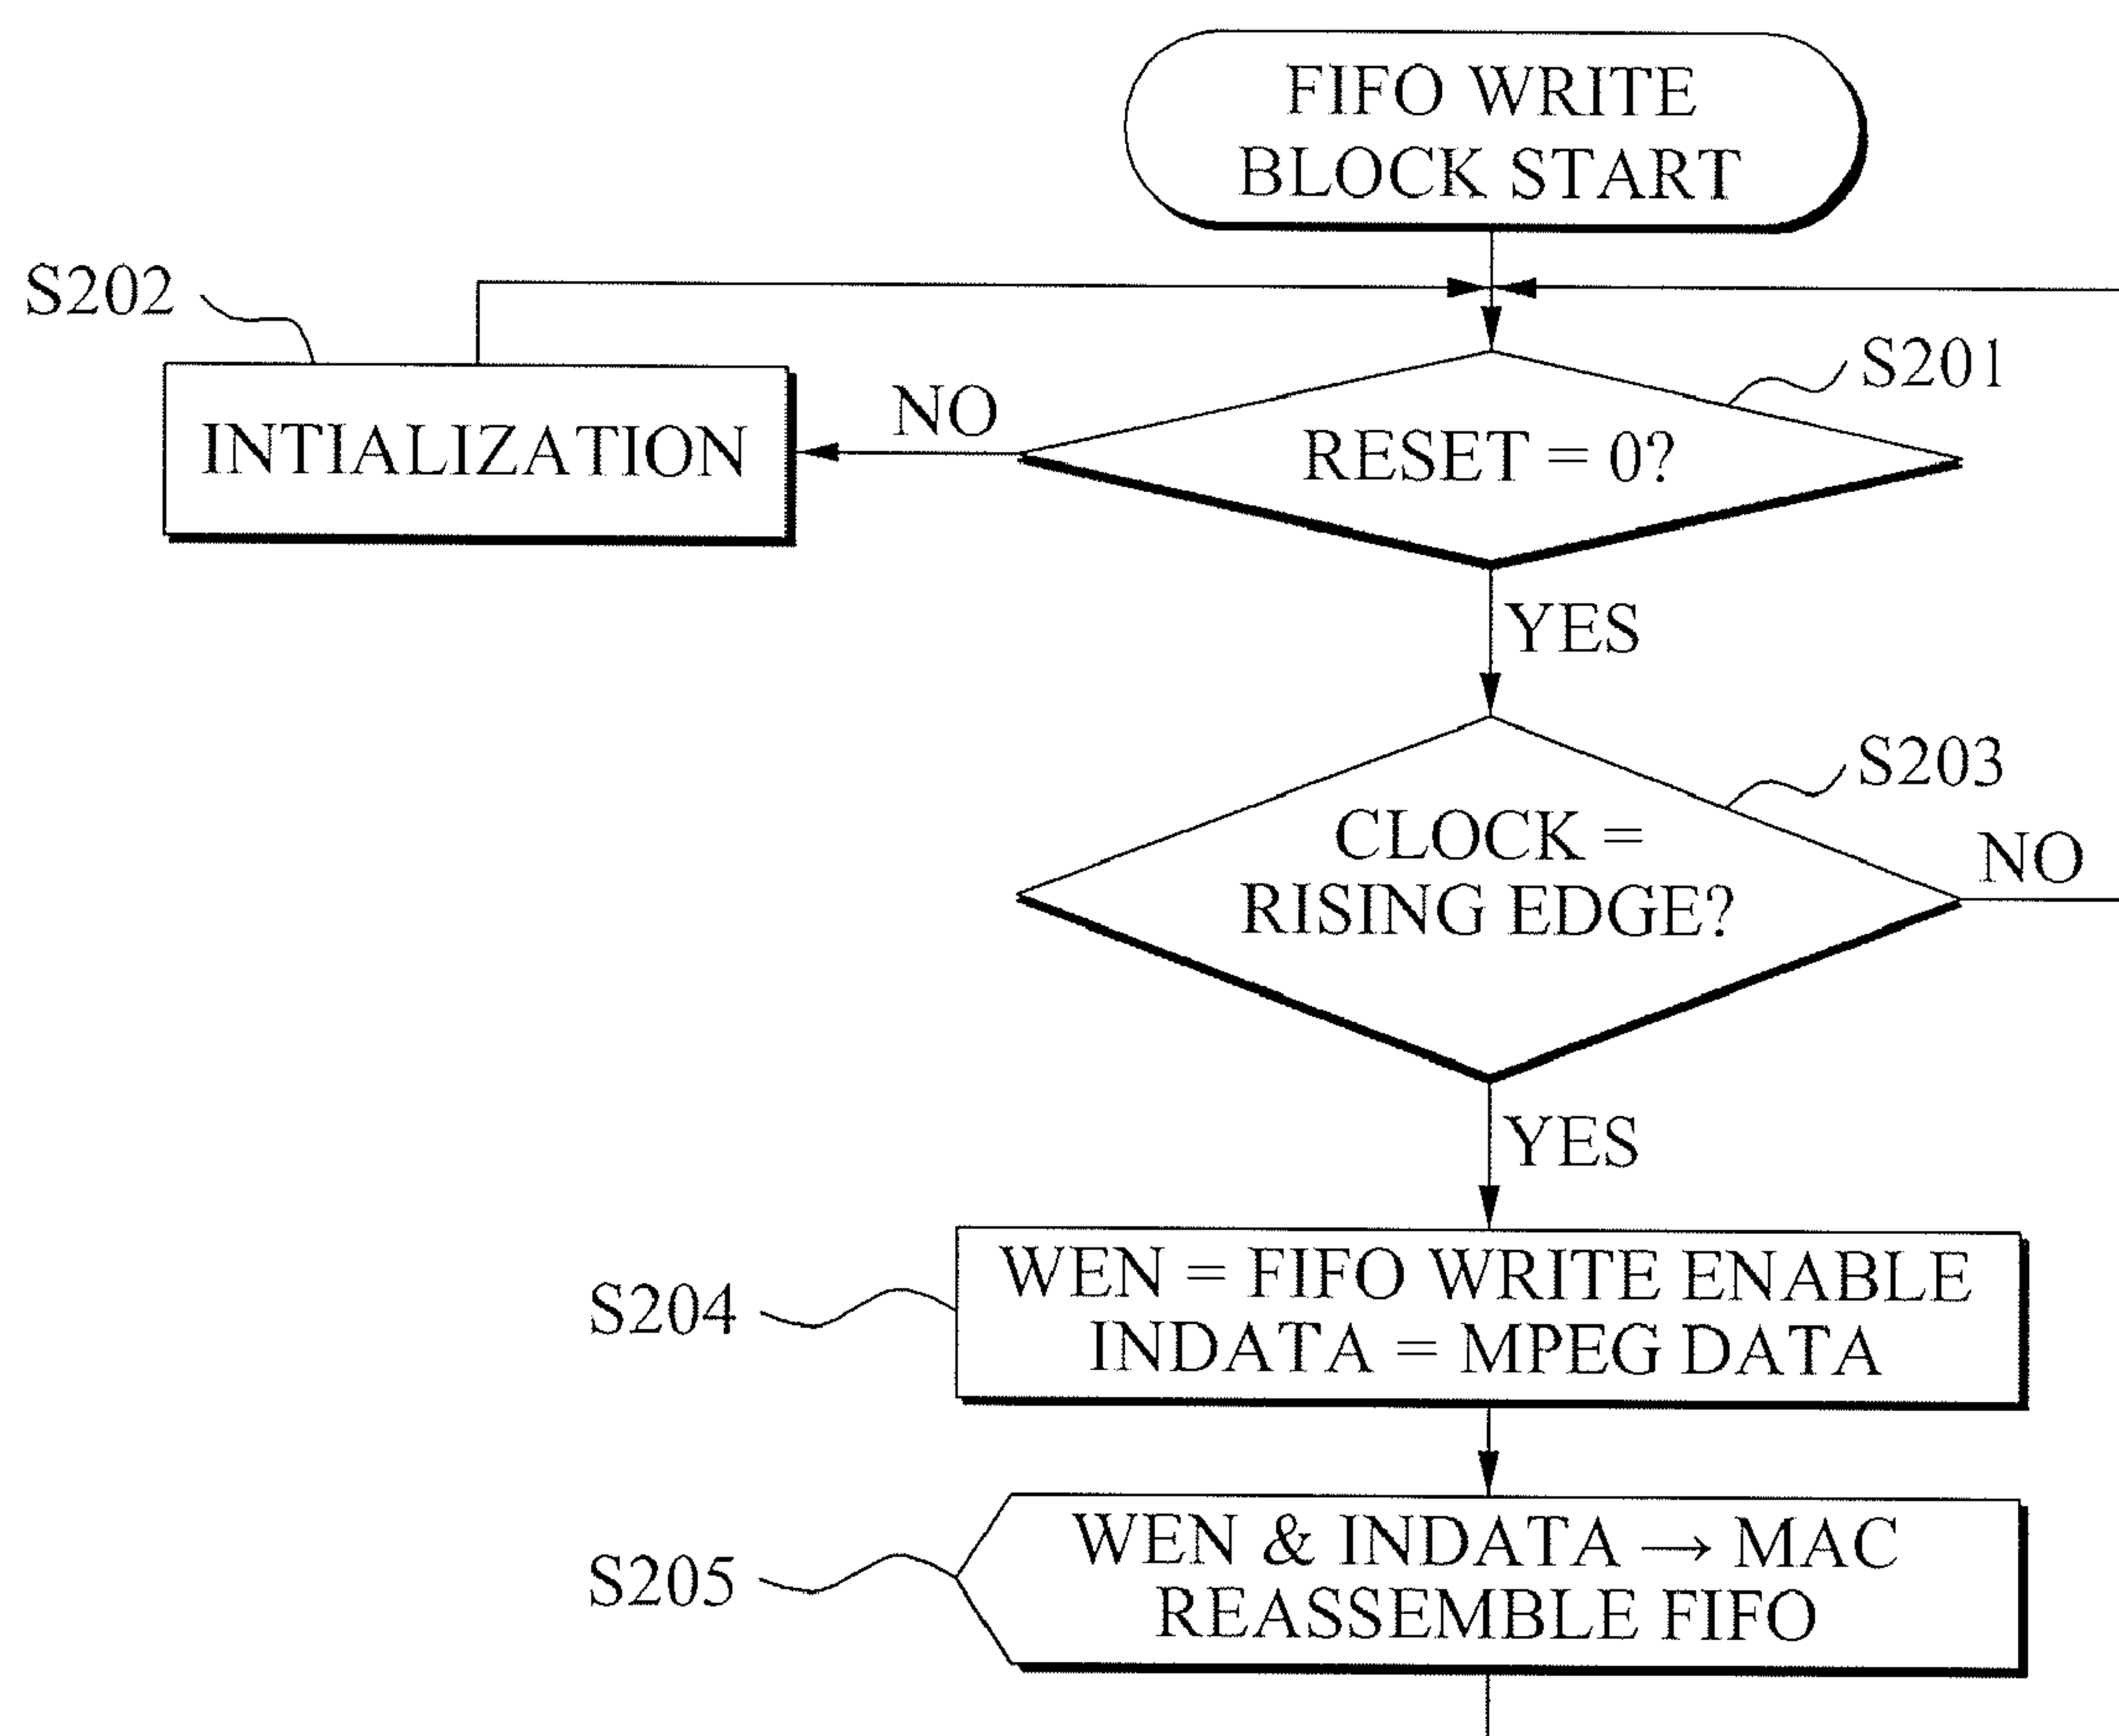 FIFO WRITE
BLOCK START
S202
S201
INTIALIZATION
NO
RESET = 0?
YES
S203
CLOCK =
RISING EDGE?
NO
YES
S204
WEN = FIFO WRITE ENABLE
INDATA = MPEG DATA
S205
WEN & INDATA → MAC
REASSEMBLE FIFO